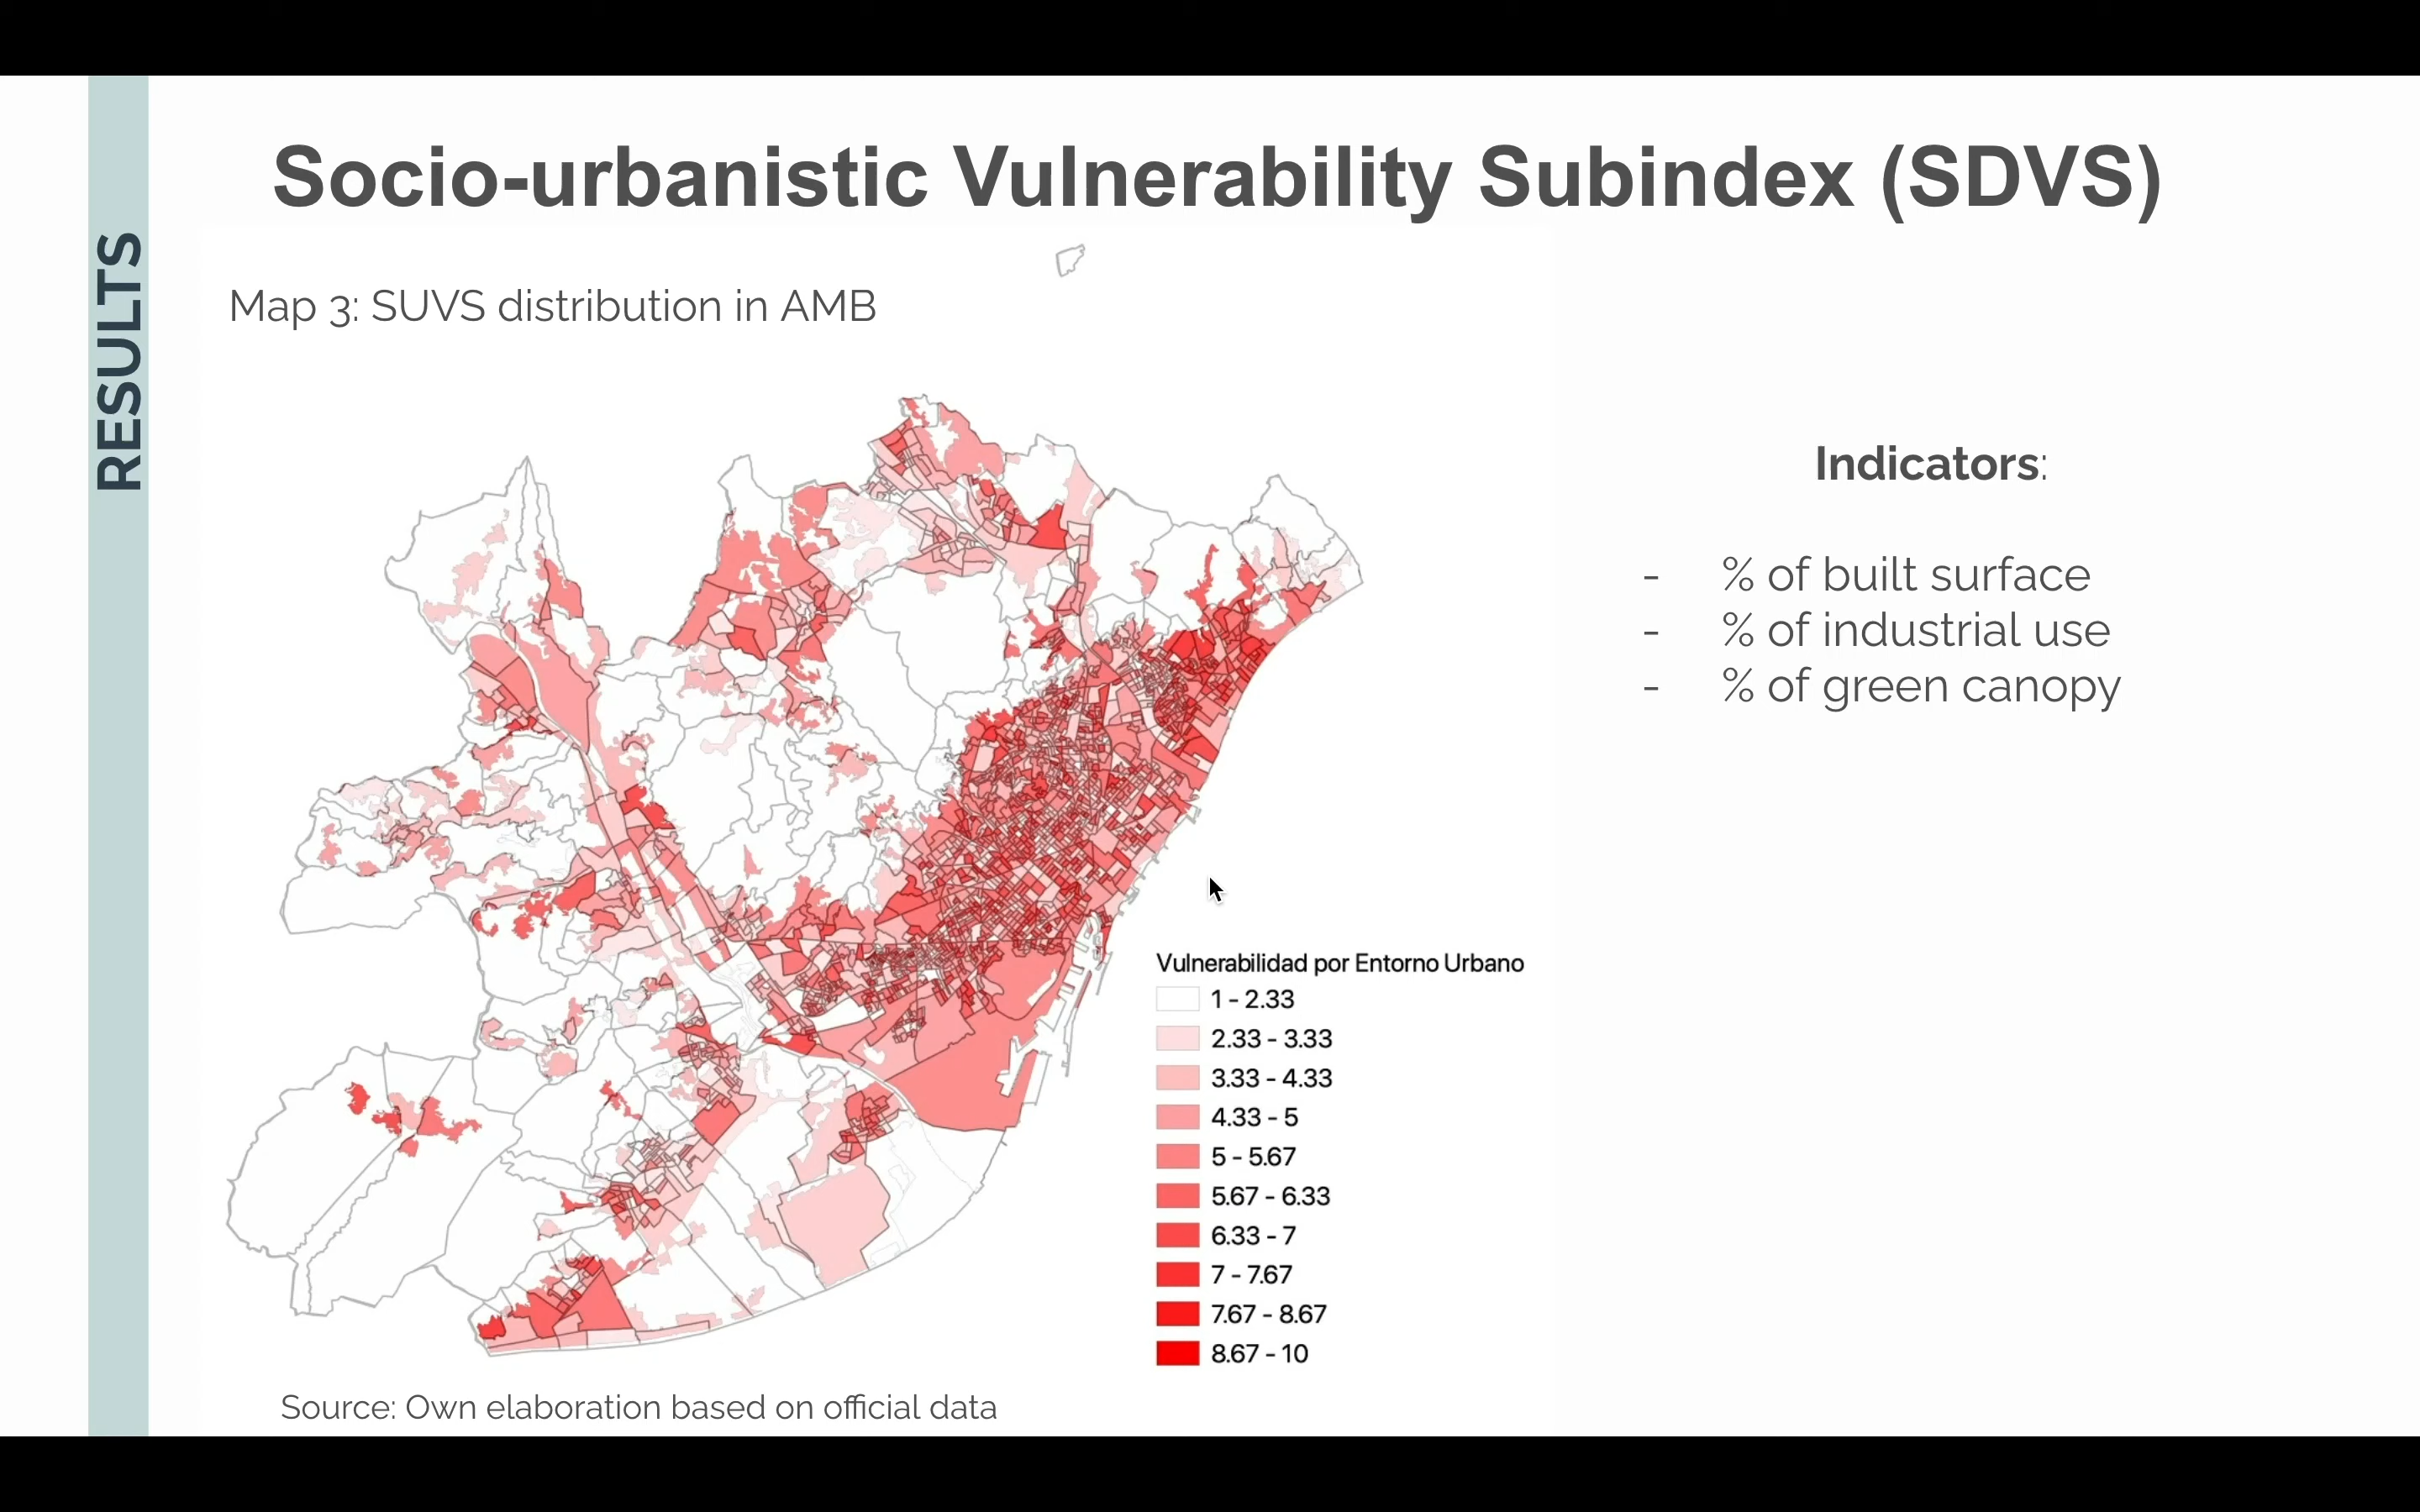 RESULTS
Socio-urbanistic Vulnerability Subindex (SDVS)
Map 3: SUVS distribution in AMB
Indicators:
- % of built surface
- % of industrial use
- % of green canopy
Vulnerabilidad por Entorno Urbano
1 - 2.33
2.33 - 3.33
3.33 - 4.33
4.33 - 5
5 - 5.67
5.67 - 6.33
6.33 - 7
7 - 7.67
7.67 - 8.67
8.67 - 10
Source: Own elaboration based on official data